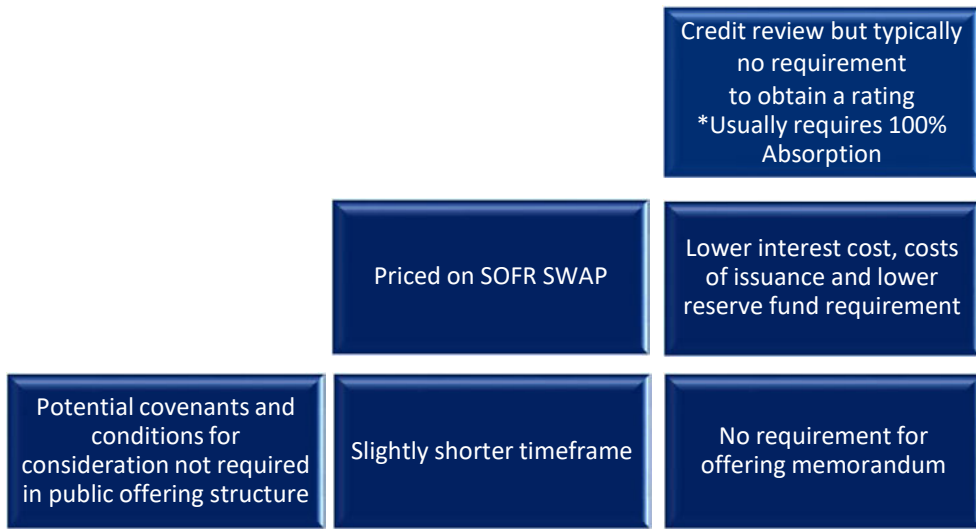 Credit review but typically
no requirement
to obtain a rating
*Usually requires 100%
Absorption
Priced on SOFR SWAP
Lower interest cost, costs
of issuance and lower
reserve fund requirement
Potential covenants and
conditions for
consideration not required
in public offering structure
Slightly shorter timeframe
No requirement for
offering memorandum